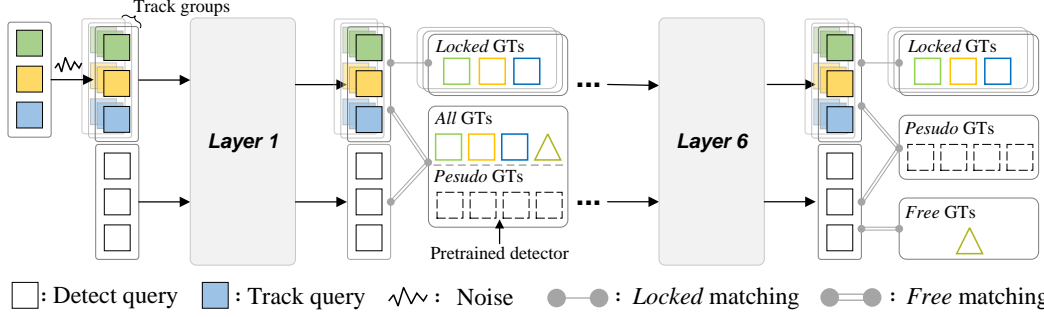 Track groups
Locked GTs
Locked GTs
All GTs
...
...
Layer 1
Layer 6
Pesudo GTs
Pesudo GTs
...
...
Free GTs
Pretrained detector
: Detect query : Track query : Noise : Locked matching : Free matching